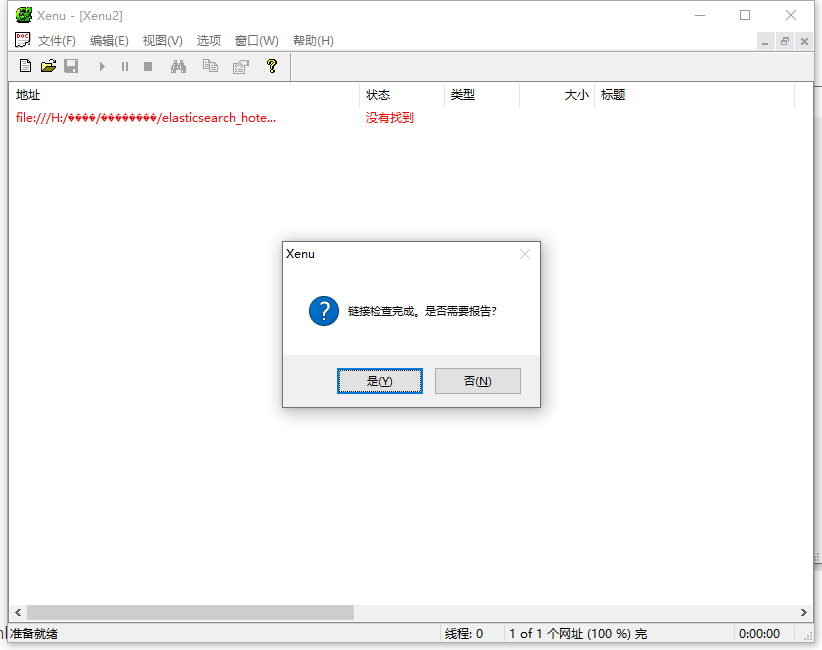 Xenu - [Xenu2]
文件(F) 编辑(E) 视图(V) 选项 窗口(W) 帮助(H)
地址 状态 类型 大小 标题
file:///H:/����/���������/elasticsearch_hote... 没有找到
Xenu
链接检查完成。是否需要报告?
是(Y) 否(N)
准备就绪 线程: 0 1 of 1 个网址 (100 %) 完 0:00:00